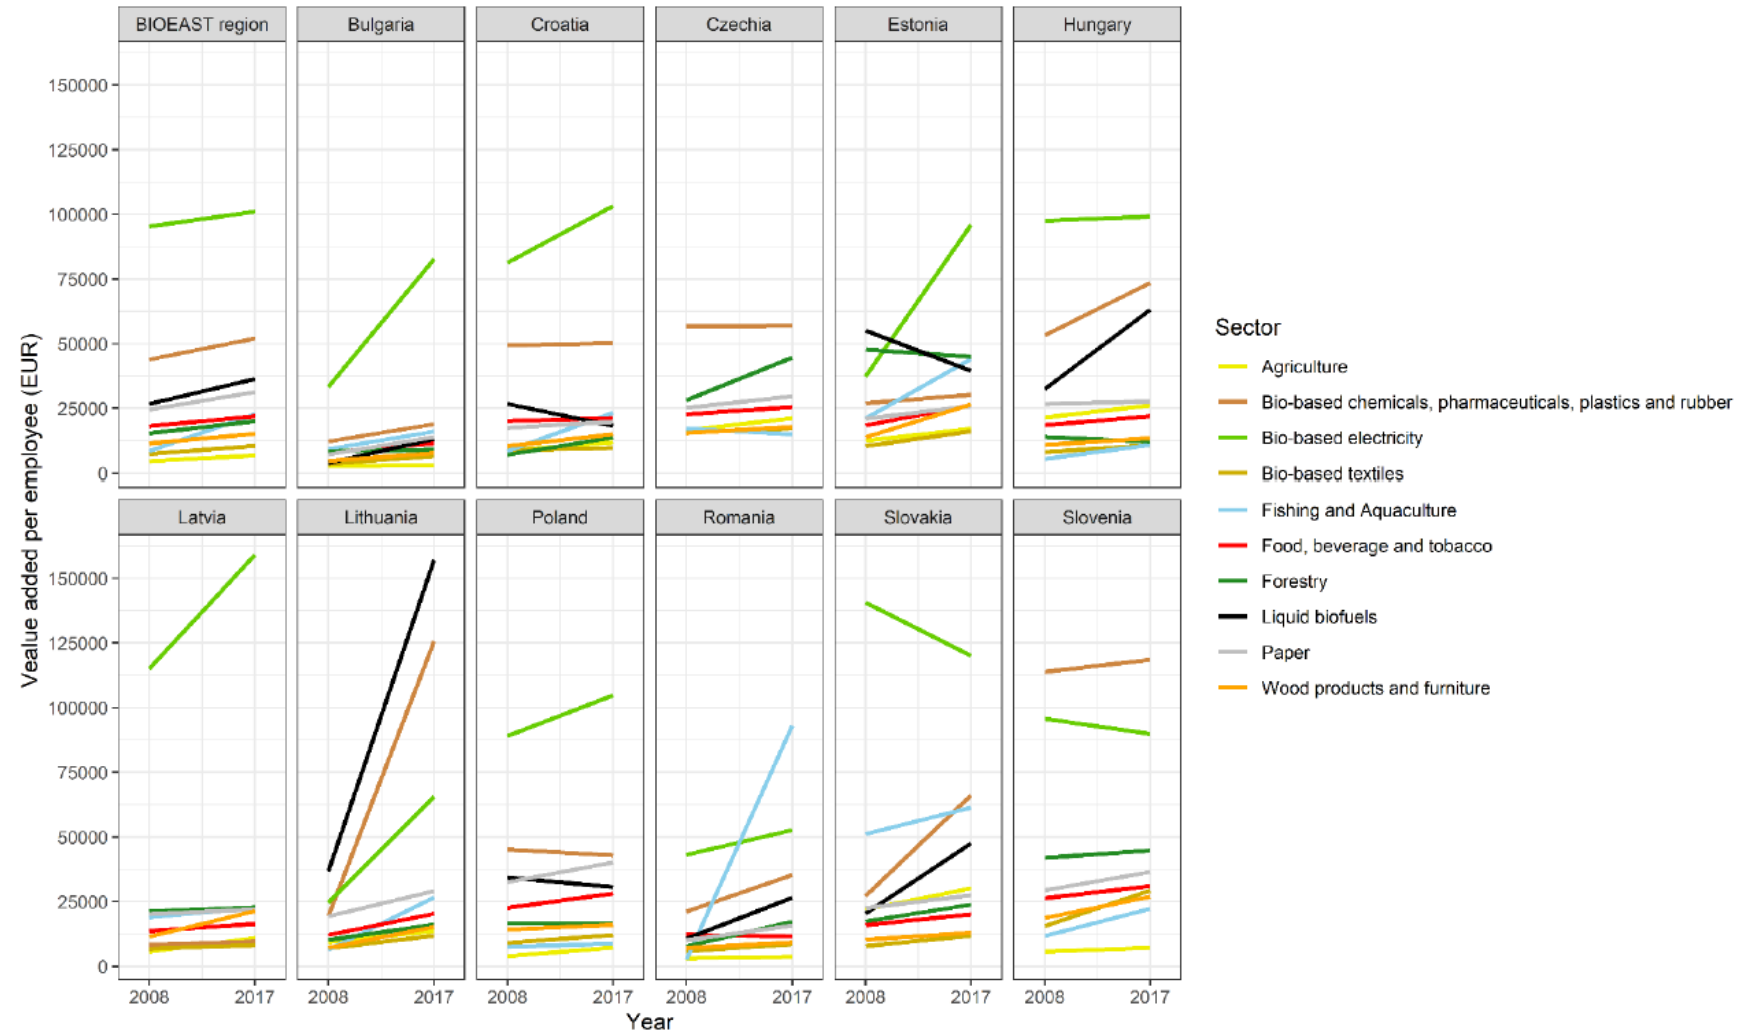 BIOEAST region Bulgaria Croatia Czechia Estonia Hungary
150000
125000
100000
75000
50000
25000
0
Latvia Lithuania Poland Romania Slovakia Slovenia
150000
125000
100000
75000
50000
25000
0
2008 2017 2008 2017 2008 2017 2008 2017 2008 2017 2008 2017
Year
Vealue added per employee (EUR)
Sector
Agriculture
Bio-based chemicals, pharmaceuticals, plastics and rubber
Bio-based electricity
Bio-based textiles
Fishing and Aquaculture
Food, beverage and tobacco
Forestry
Liquid biofuels
Paper
Wood products and furniture